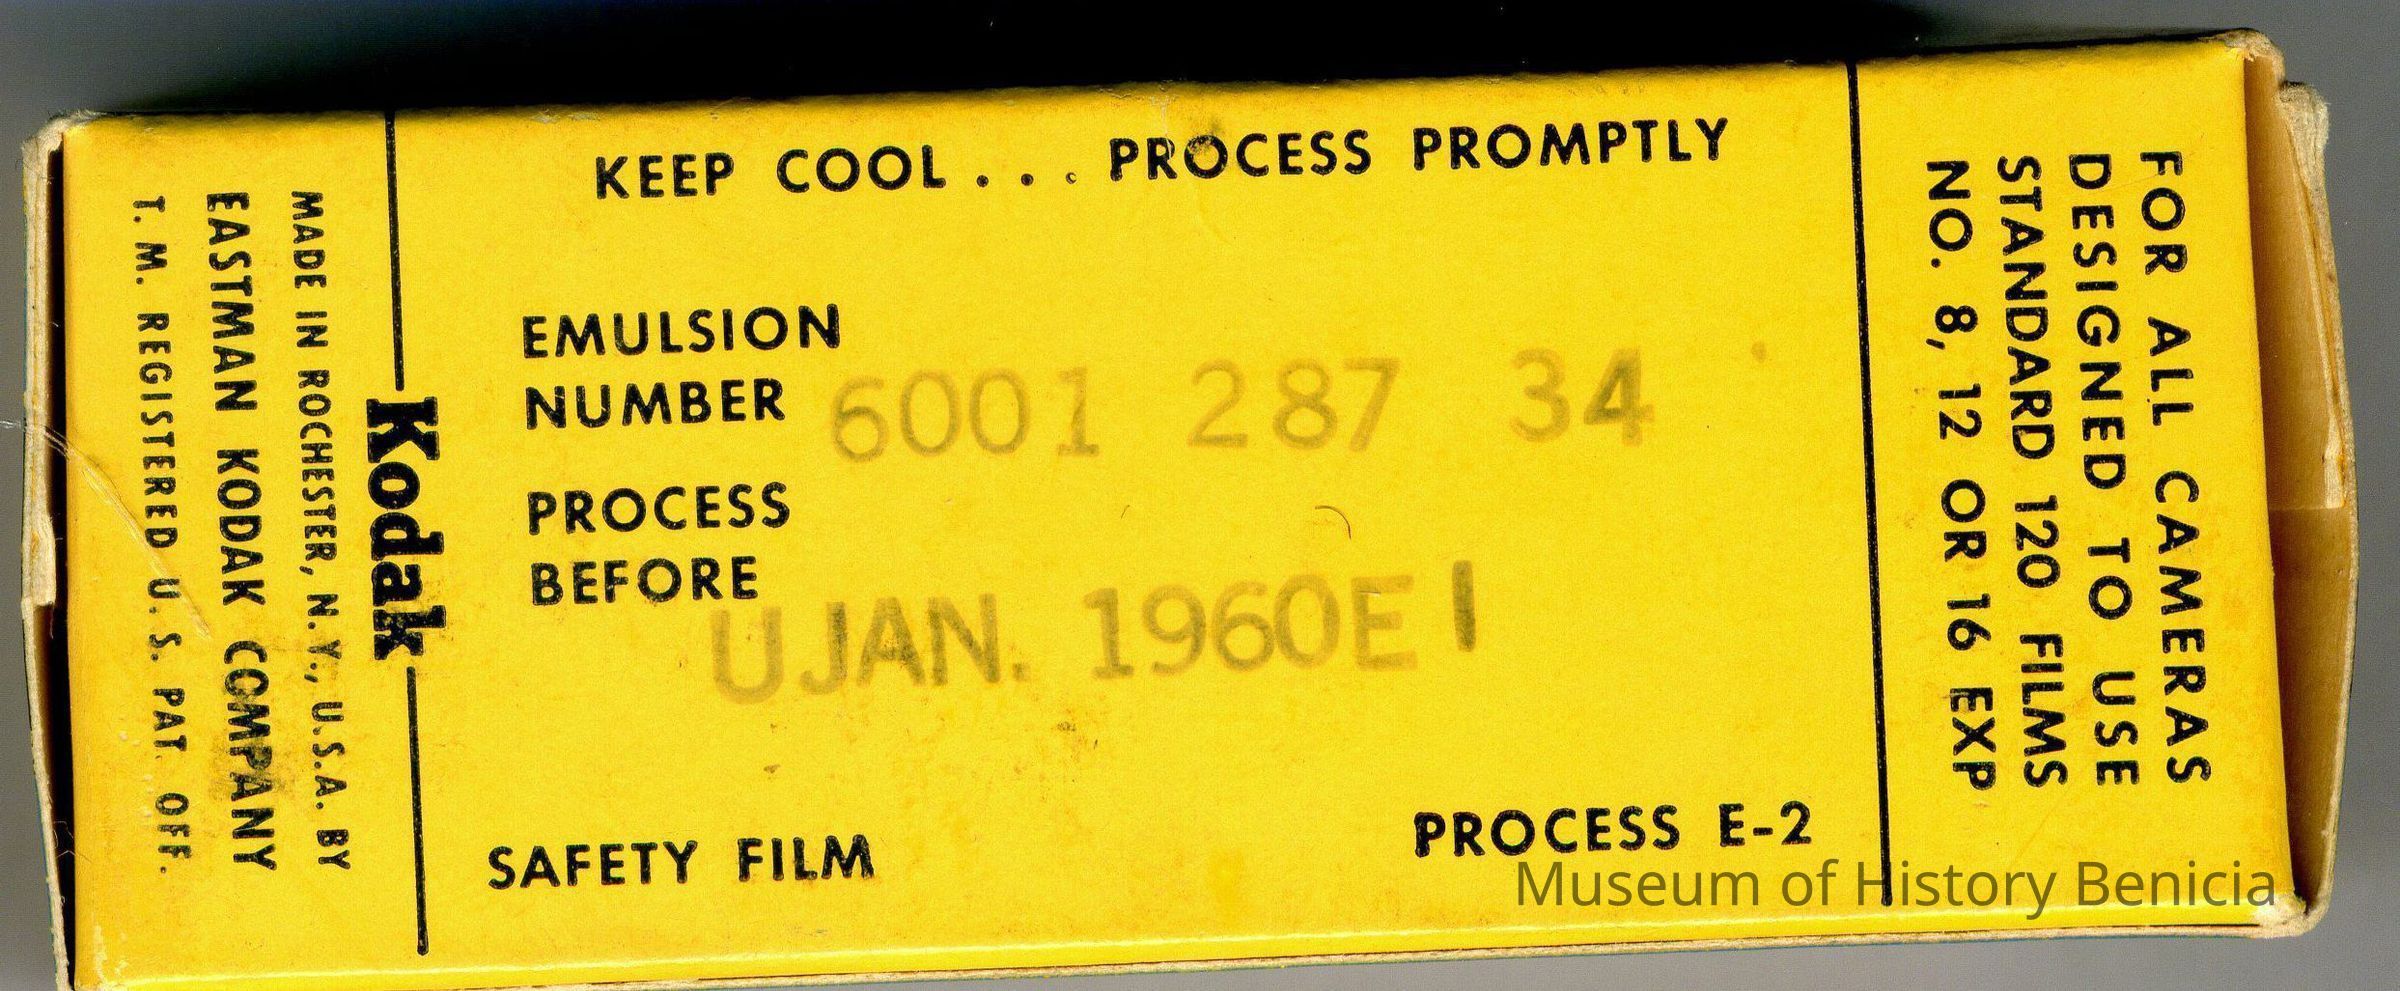 MADE IN ROCHESTER, N.Y., U.S.A. BY
EASTMAN KODAK COMPANY
T. M. REGISTERED U. S. PAT. OFF.
Kodak
KEEP COOL . . . . PROCESS PROMPTLY
EMULSION
NUMBER 6001 287 34
PROCESS
BEFORE
UJAN. 1960E I
SAFETY FILM
PROCESS E-2
FOR ALL CAMERAS
DESIGNED TO USE
STANDARD 120 FILMS
NO. 8, 12 OR 16 EXP
Museum of History Benicia